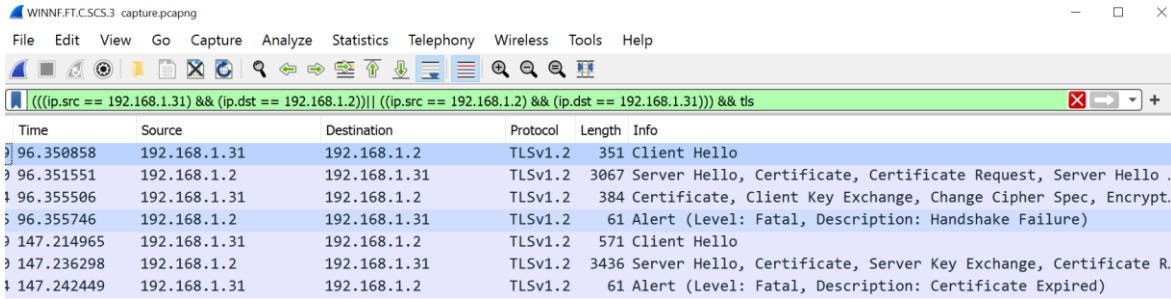 WINNF.FT.C.SCS.3 capture.pcapng
File Edit View Go Capture Analyze Statistics Telephony Wireless Tools Help
(((ip.src == 192.168.1.31) && (ip.dst == 192.168.1.2))|| ((ip.src == 192.168.1.2) && (ip.dst == 192.168.1.31))) && tls
Time Source Destination Protocol Length Info
96.350858 192.168.1.31 192.168.1.2 TLSv1.2 351 Client Hello
96.351551 192.168.1.2 192.168.1.31 TLSv1.2 3067 Server Hello, Certificate, Certificate Request, Server Hello …
96.355506 192.168.1.31 192.168.1.2 TLSv1.2 384 Certificate, Client Key Exchange, Change Cipher Spec, Encrypt…
96.355746 192.168.1.2 192.168.1.31 TLSv1.2 61 Alert (Level: Fatal, Description: Handshake Failure)
147.214965 192.168.1.31 192.168.1.2 TLSv1.2 571 Client Hello
147.236298 192.168.1.2 192.168.1.31 TLSv1.2 3436 Server Hello, Certificate, Server Key Exchange, Certificate R…
147.242449 192.168.1.31 192.168.1.2 TLSv1.2 61 Alert (Level: Fatal, Description: Certificate Expired)